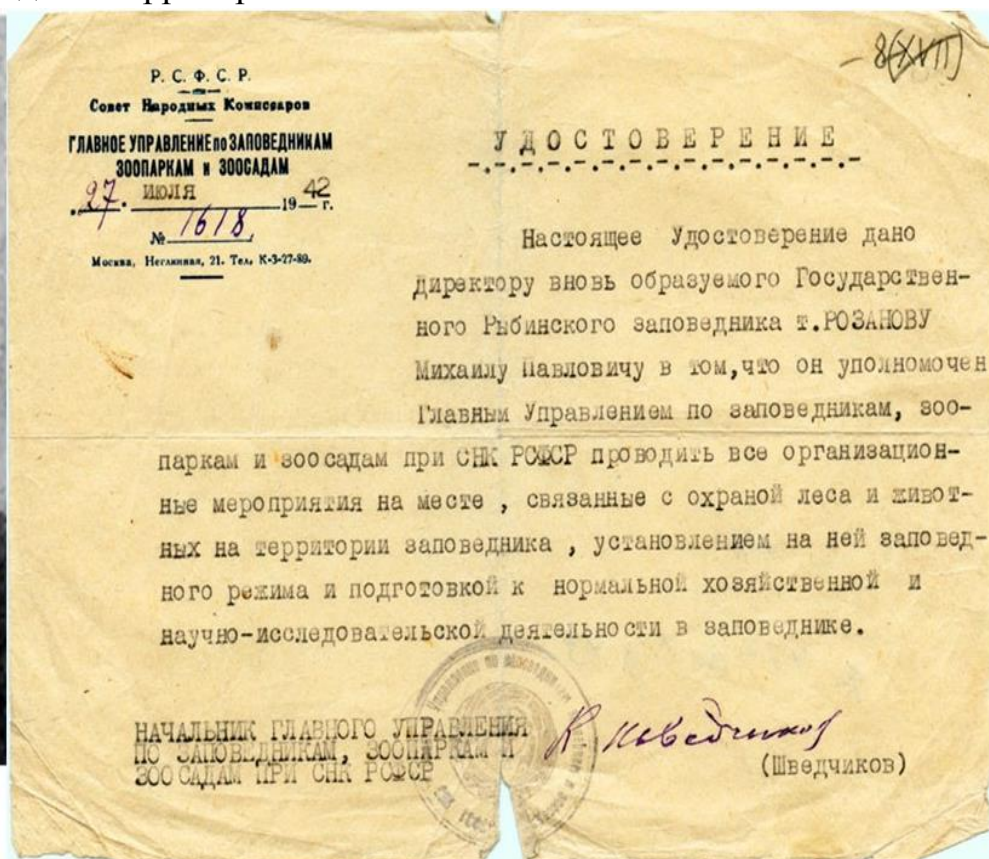 - 8(XVII)
Р. С. Ф. С. Р.
Совет Народных Комиссаров
ГЛАВНОЕ УПРАВЛЕНИЕ по ЗАПОВЕДНИКАМ
ЗООПАРКАМ и ЗООСАДАМ
27. ИЮЛЯ 1942 г.
№ 1618
Москва, Неглинная, 21. Тел. К-3-27-89.
УДОСТОВЕРЕНИЕ
Настоящее Удостоверение дано
директору вновь образуемого Государствен-
ного Рыбинского заповедника т.РОЗАНОВУ
Михаилу Павловичу в том,что он уполномочен
Главным Управлением по заповедникам, зоо-
паркам и зоосадам при СНК РСФСР проводить все организацион-
ные мероприятия на месте , связанные с охраной леса и живот-
ных на территории заповедника , установлением на ней заповед-
ного режима и подготовкой к нормальной хозяйственной и
научно-исследовательской деятельности в заповеднике.
НАЧАЛЬНИК ГЛАВНОГО УПРАВЛЕНИЯ
ПО ЗАПОВЕДНИКАМ, ЗООПАРКАМ И
ЗООСАДАМ ПРИ СНК РСФСР
К Шведчиков
(Шведчиков)